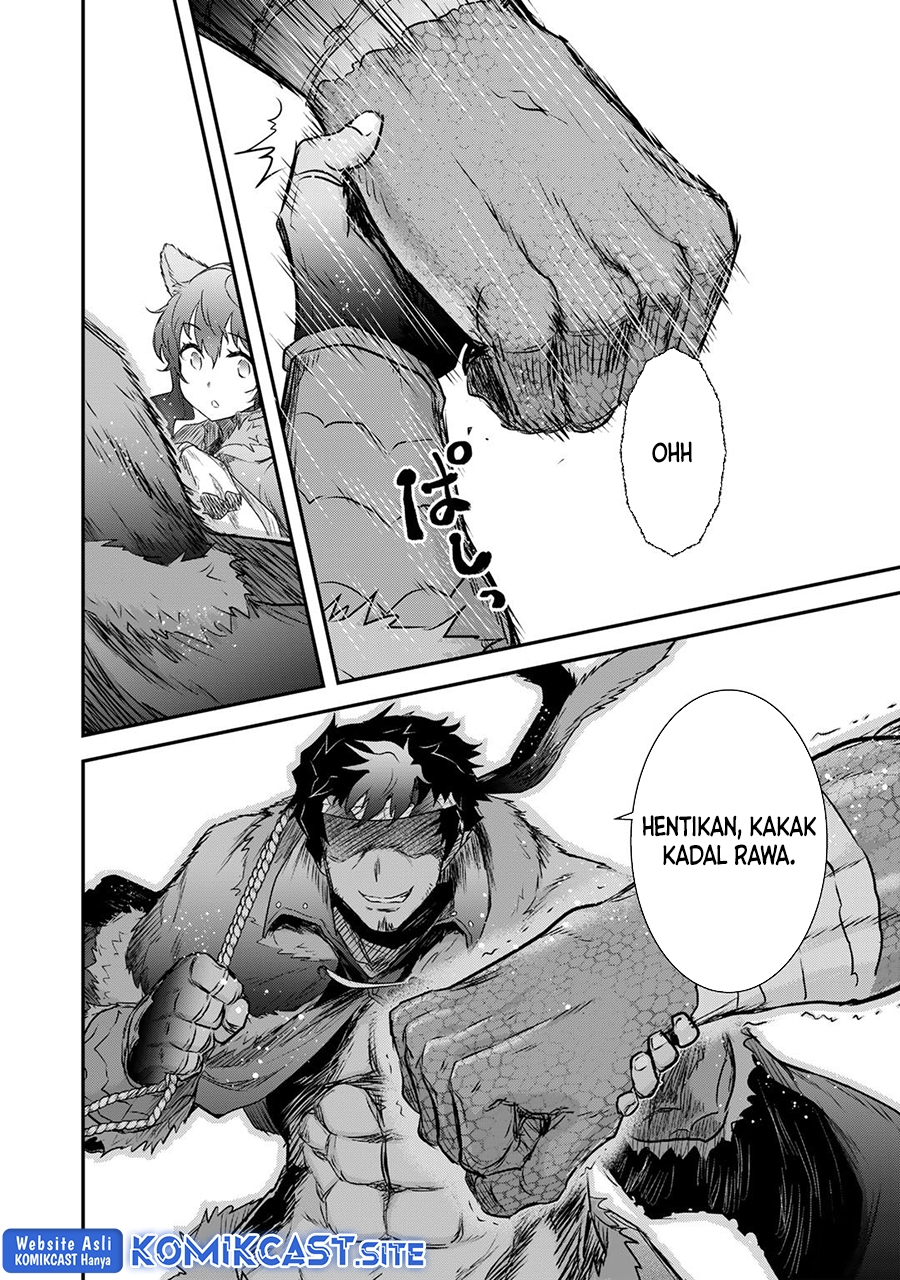 OHH
ぱしっ
HENTIKAN, KAKAK
KADAL RAWA.
Website Asli
KOMIKCAST Hanya
KOMIKCAST.SITE